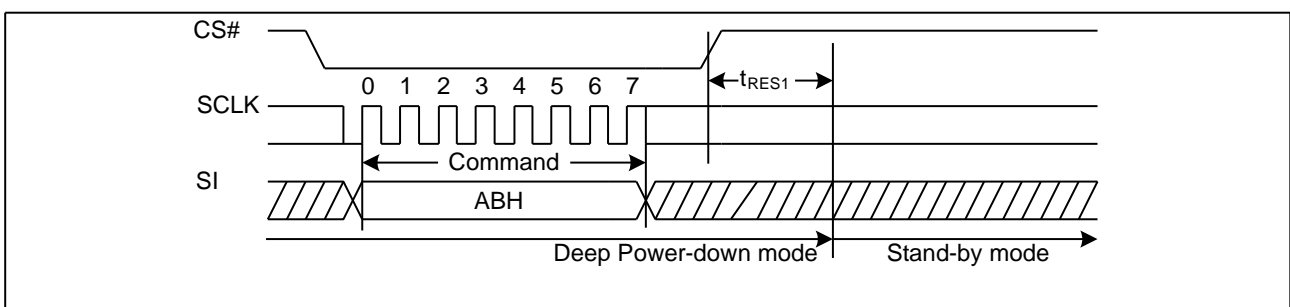 CS#
tRES1
0 1 2 3 4 5 6 7
SCLK
Command
SI
ABH
Deep Power-down mode Stand-by mode